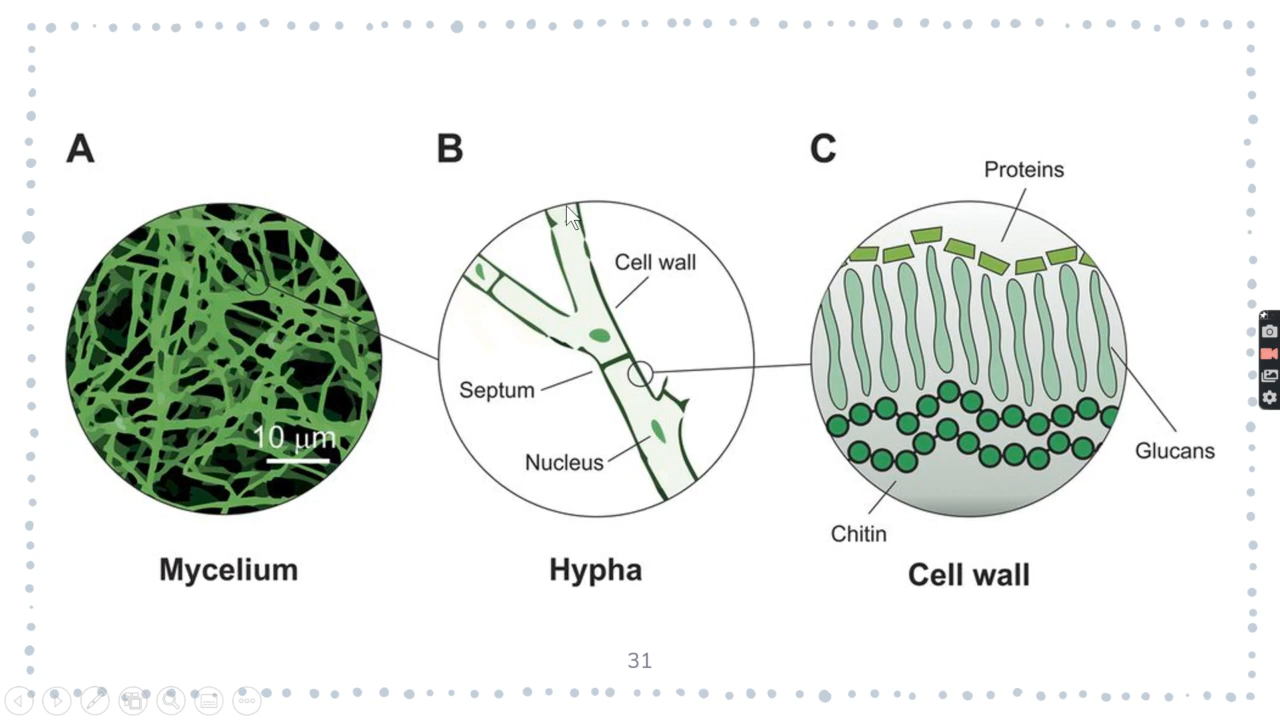 A
B
C
Proteins
Cell wall
Septum
10 μm
Nucleus
Glucans
Chitin
Mycelium
Hypha
Cell wall
31